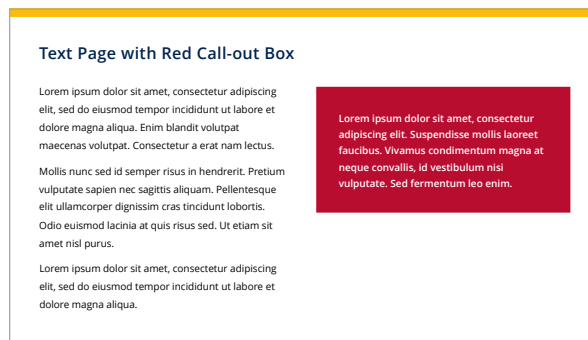 Text Page with Red Call-out Box
Lorem ipsum dolor sit amet, consectetur adipiscing
elit, sed do eiusmod tempor incididunt ut labore et
dolore magna aliqua. Enim blandit volutpat
maecenas volutpat. Consectetur a erat nam lectus.
Mollis nunc sed id semper risus in hendrerit. Pretium
vulputate sapien nec sagittis aliquam. Pellentesque
elit ullamcorper dignissim cras tincidunt lobortis.
Odio euismod lacinia at quis risus sed. Ut etiam sit
amet nisl purus.
Lorem ipsum dolor sit amet, consectetur adipiscing
elit, sed do eiusmod tempor incididunt ut labore et
dolore magna aliqua.
Lorem ipsum dolor sit amet, consectetur
adipiscing elit. Suspendisse mollis laoreet
faucibus. Vivamus condimentum magna at
neque convallis, id vestibulum nisi
vulputate. Sed fermentum leo enim.